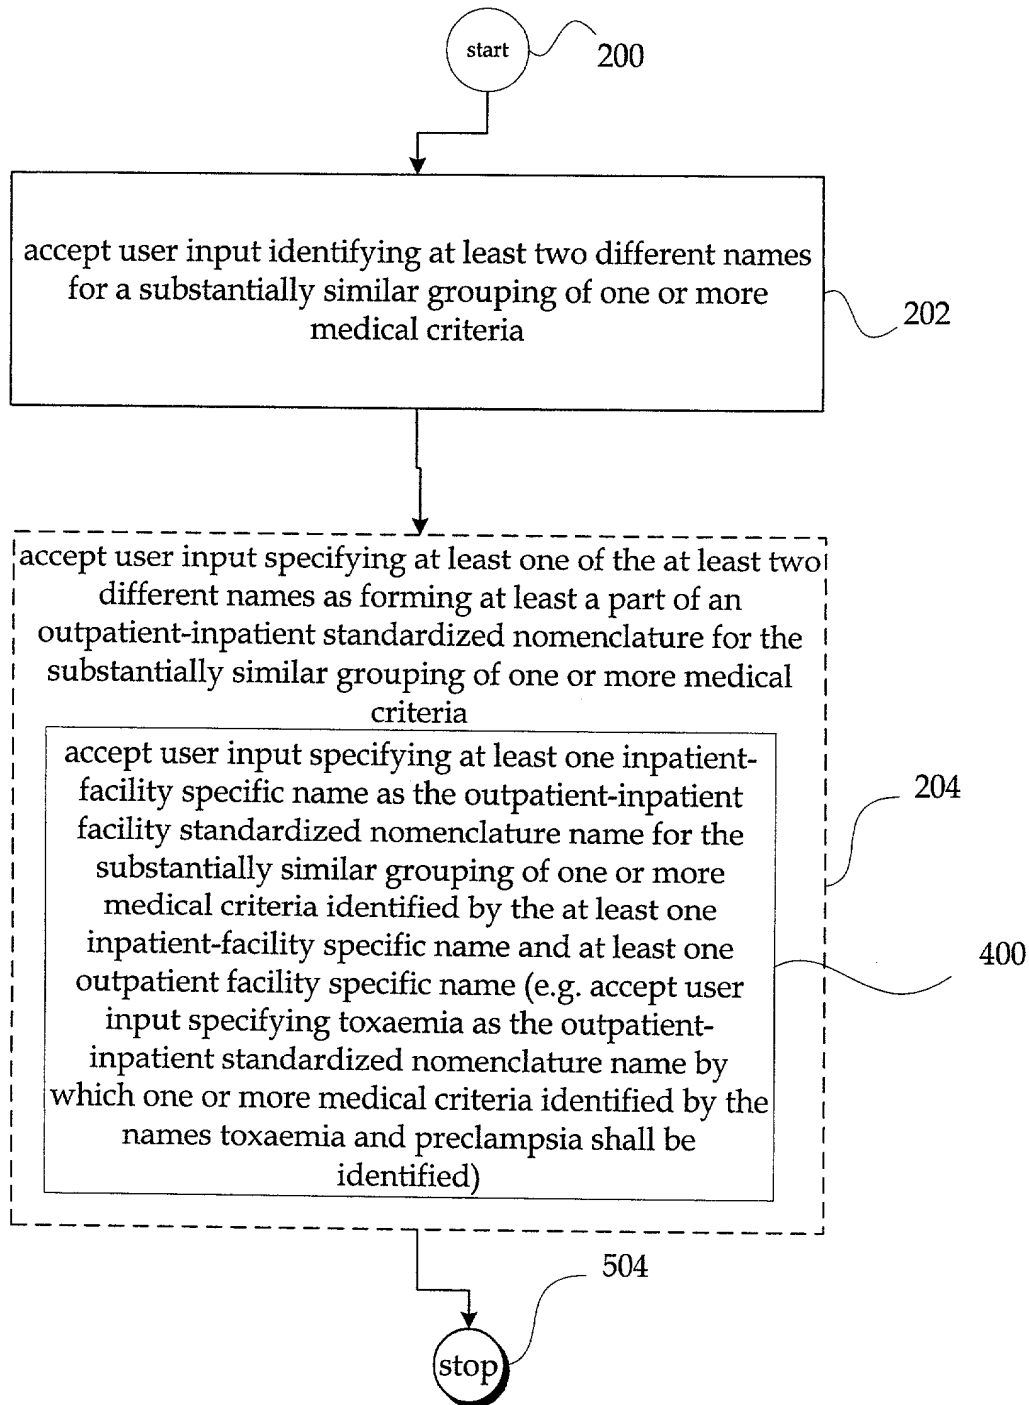 start
200
accept user input identifying at least two different names
for a substantially similar grouping of one or more
medical criteria
202
accept user input specifying at least one of the at least two
different names as forming at least a part of an
outpatient-inpatient standardized nomenclature for the
substantially similar grouping of one or more medical
criteria
204
accept user input specifying at least one inpatient-
facility specific name as the outpatient-inpatient
facility standardized nomenclature name for the
substantially similar grouping of one or more
medical criteria identified by the at least one
inpatient-facility specific name and at least one
outpatient facility specific name (e.g. accept user
input specifying toxaemia as the outpatient-
inpatient standardized nomenclature name by
which one or more medical criteria identified by the
names toxaemia and preclampsia shall be
identified)
400
504
stop